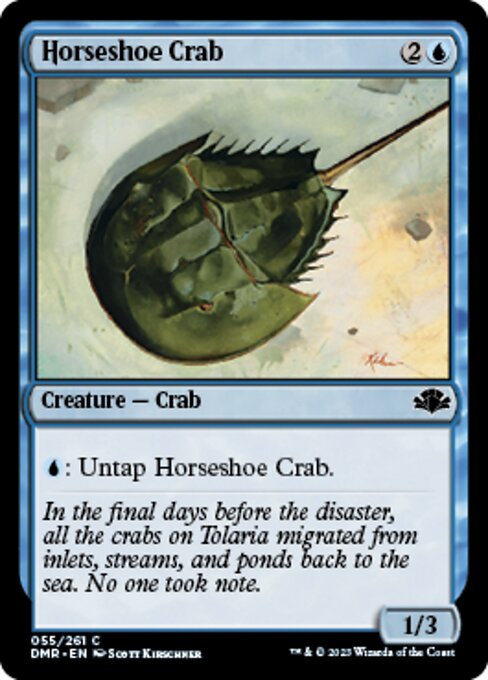 Horseshoe Crab 2
Creature — Crab
: Untap Horseshoe Crab.
In the final days before the disaster,
all the crabs on Tolaria migrated from
inlets, streams, and ponds back to the
sea. No one took note.
1/3
055/261 C
DMR • EN Scott Kirschner
™ & © 2023 Wizards of the Coast